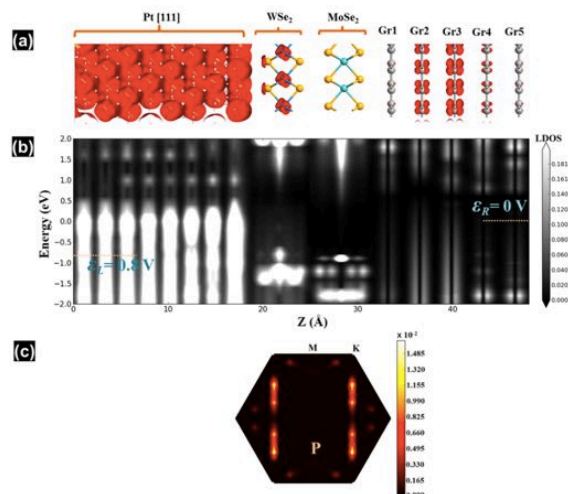 Pt [111] WSe₂ MoSe₂ Gr1 Gr2 Gr3 Gr4 Gr5
(a)
(b)
LDOS
2.0
1.5
1.0
0.5
0.0
−0.5
−1.0
−1.5
−2.0
Energy (eV)
εL= 0.8 V
εR= 0 V
0 10 20 30 40
Z (Å)
0.181
0.160
0.140
0.120
0.100
0.080
0.060
0.040
0.020
0.000
(c)
M K
P
x 10⁻²
1.485
1.320
1.155
0.990
0.825
0.660
0.495
0.330
0.165